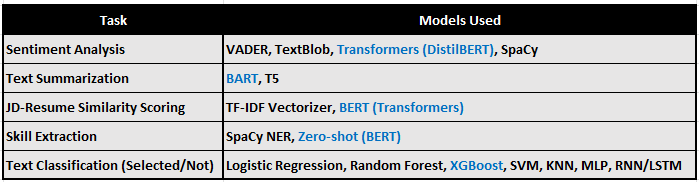 Task Models Used
Sentiment Analysis VADER, TextBlob, Transformers (DistilBERT), SpaCy
Text Summarization BART, T5
JD-Resume Similarity Scoring TF-IDF Vectorizer, BERT (Transformers)
Skill Extraction SpaCy NER, Zero-shot (BERT)
Text Classification (Selected/Not) Logistic Regression, Random Forest, XGBoost, SVM, KNN, MLP, RNN/LSTM